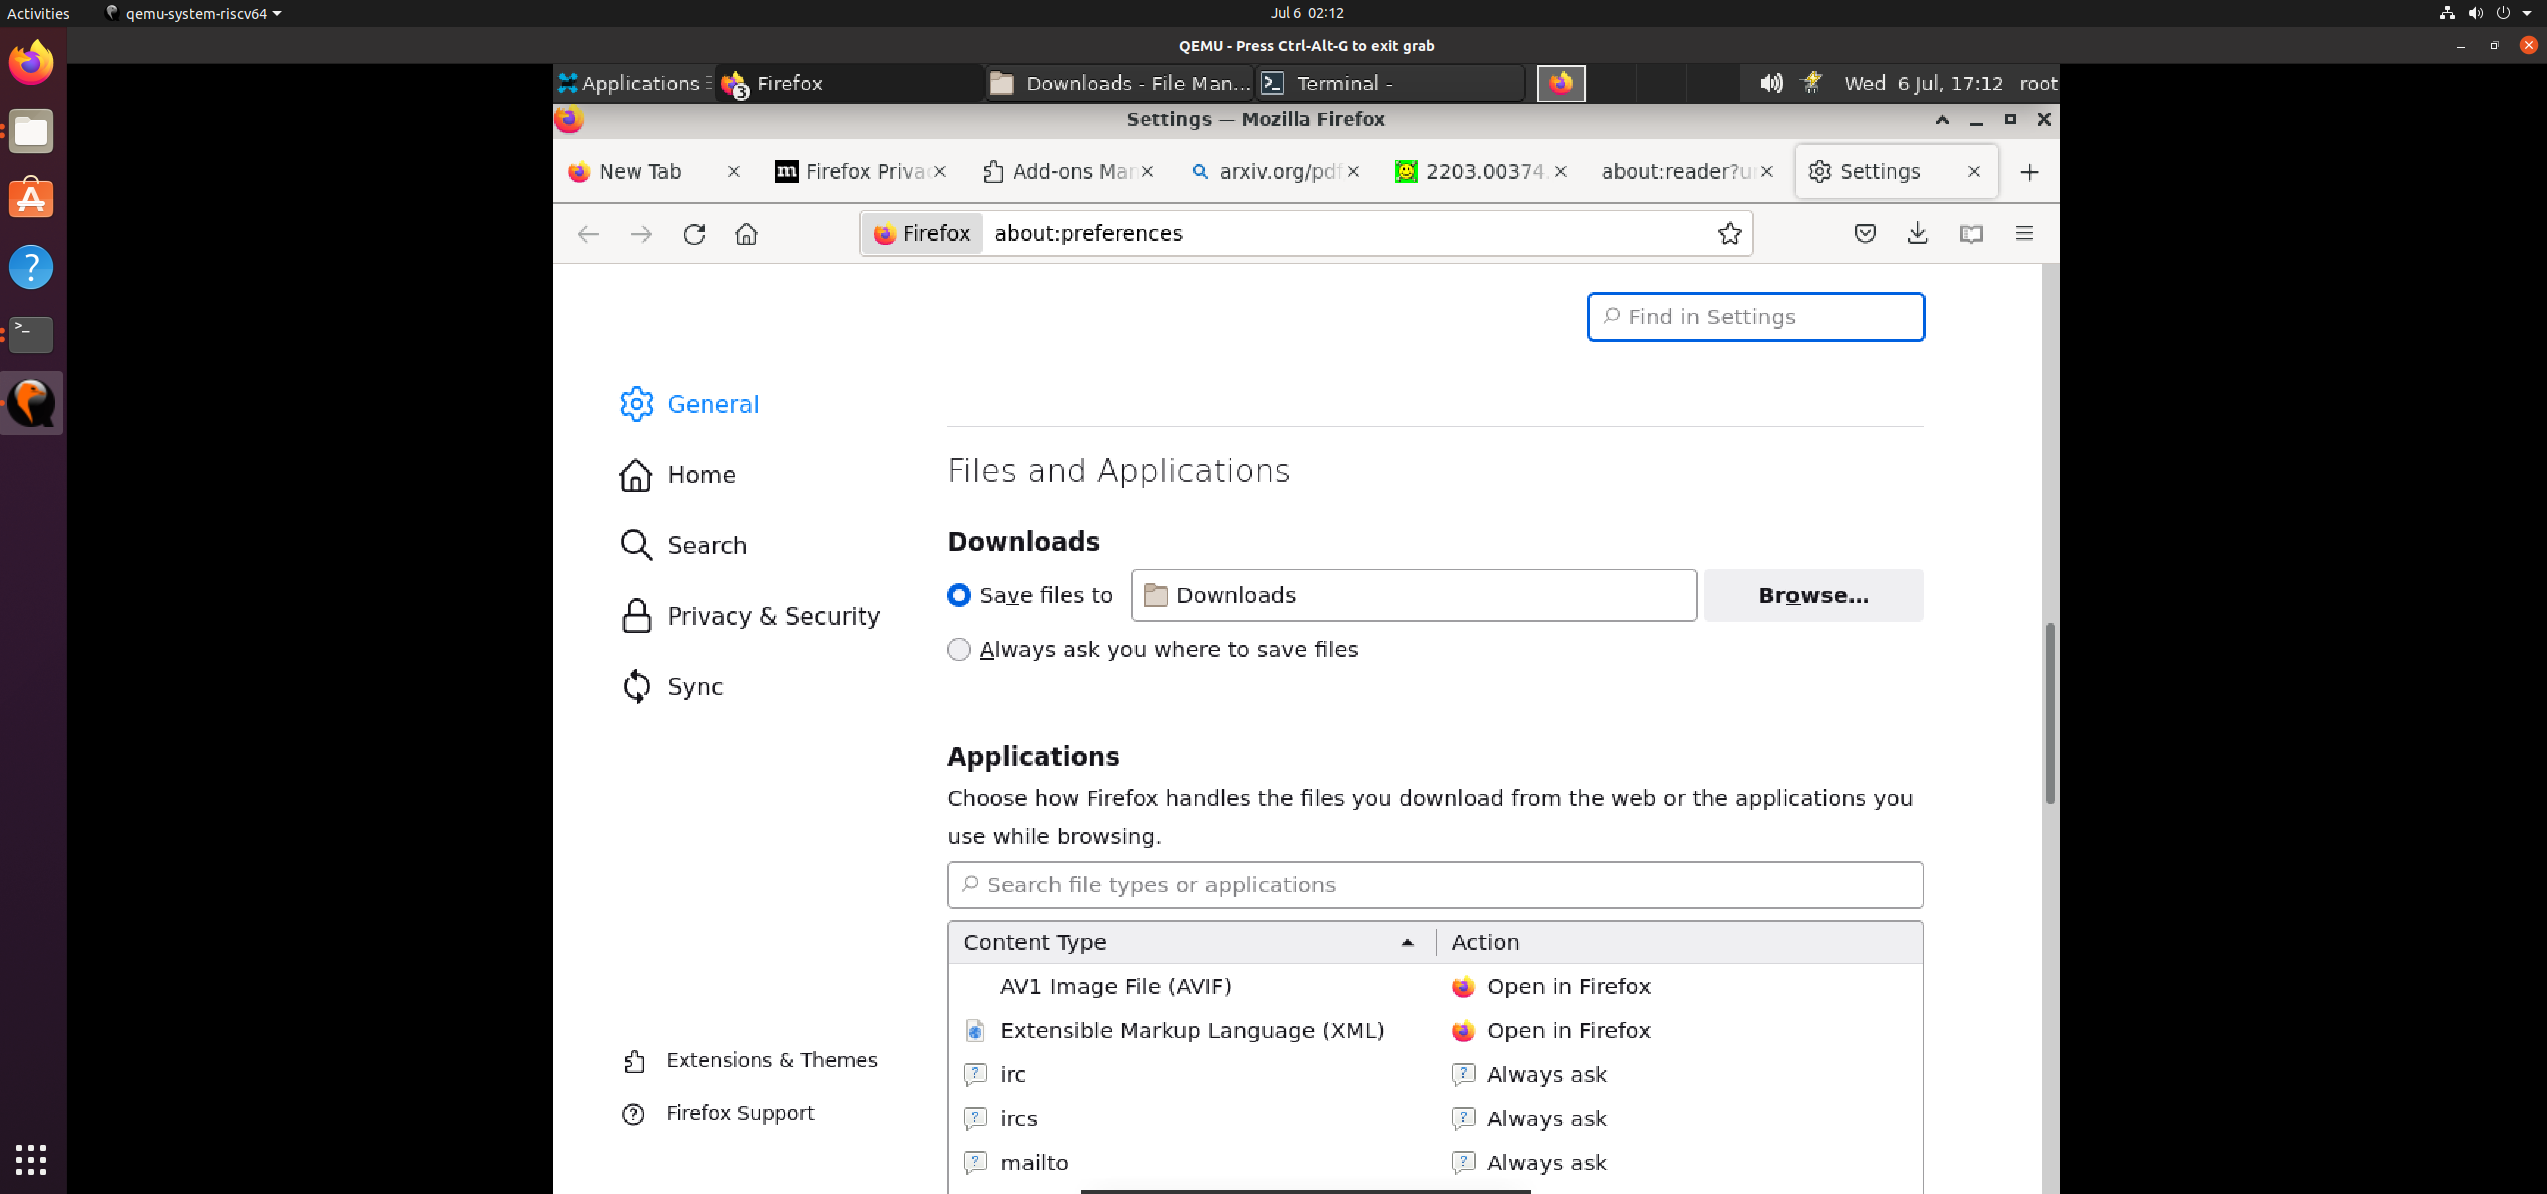 Activities
qemu-system-riscv64
Jul 6 02:12
QEMU - Press Ctrl-Alt-G to exit grab
Applications
3
Firefox
Downloads - File Man...
Terminal -
Wed 6 Jul, 17:12
root
Settings — Mozilla Firefox
New Tab
m
Firefox Privac
Add-ons Man
arxiv.org/pdf
2203.00374.
about:reader?u
Settings
Firefox
about:preferences
Find in Settings
General
Home
Search
Privacy & Security
Sync
Extensions & Themes
Firefox Support
Files and Applications
Downloads
Save files to
Downloads
Browse...
Always ask you where to save files
Applications
Choose how Firefox handles the files you download from the web or the applications you
use while browsing.
Search file types or applications
Content Type
Action
AV1 Image File (AVIF)
Open in Firefox
Extensible Markup Language (XML)
Open in Firefox
irc
Always ask
ircs
Always ask
mailto
Always ask